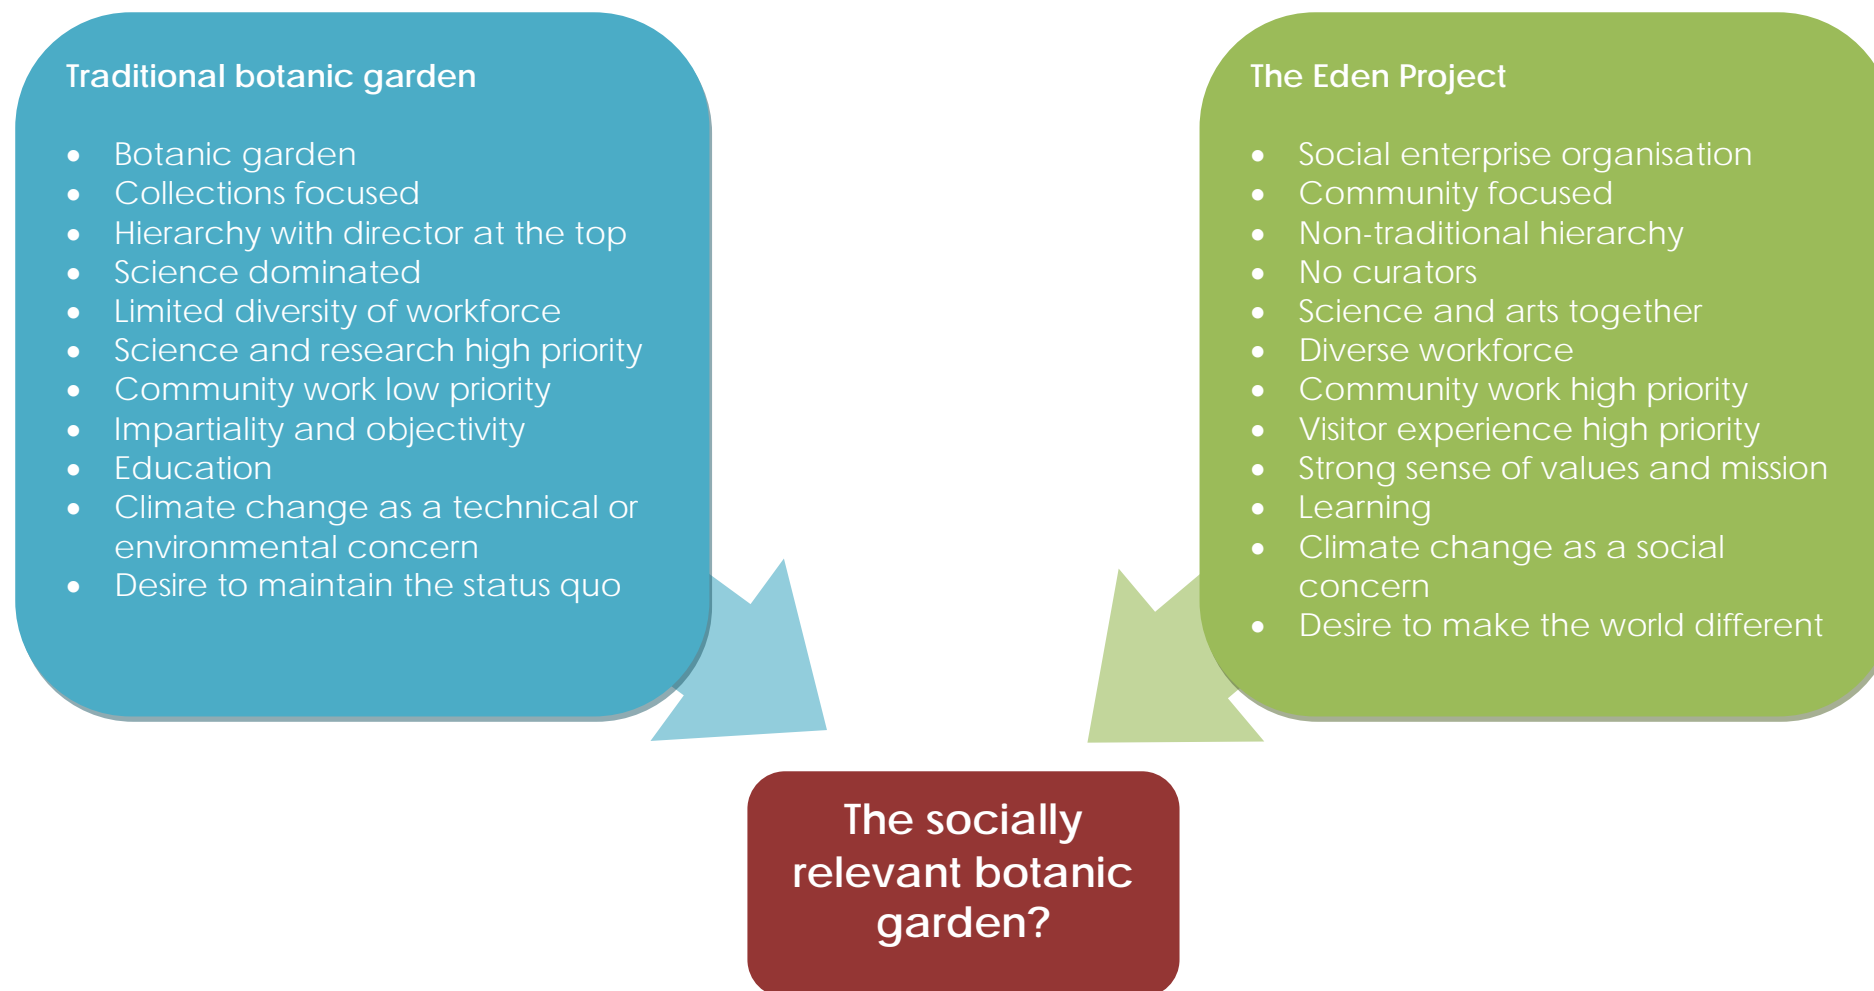 Traditional botanic garden
• Botanic garden
• Collections focused
• Hierarchy with director at the top
• Science dominated
• Limited diversity of workforce
• Science and research high priority
• Community work low priority
• Impartiality and objectivity
• Education
• Climate change as a technical or
environmental concern
• Desire to maintain the status quo
The Eden Project
• Social enterprise organisation
• Community focused
• Non-traditional hierarchy
• No curators
• Science and arts together
• Diverse workforce
• Community work high priority
• Visitor experience high priority
• Strong sense of values and mission
• Learning
• Climate change as a social
concern
• Desire to make the world different
The socially
relevant botanic
garden?